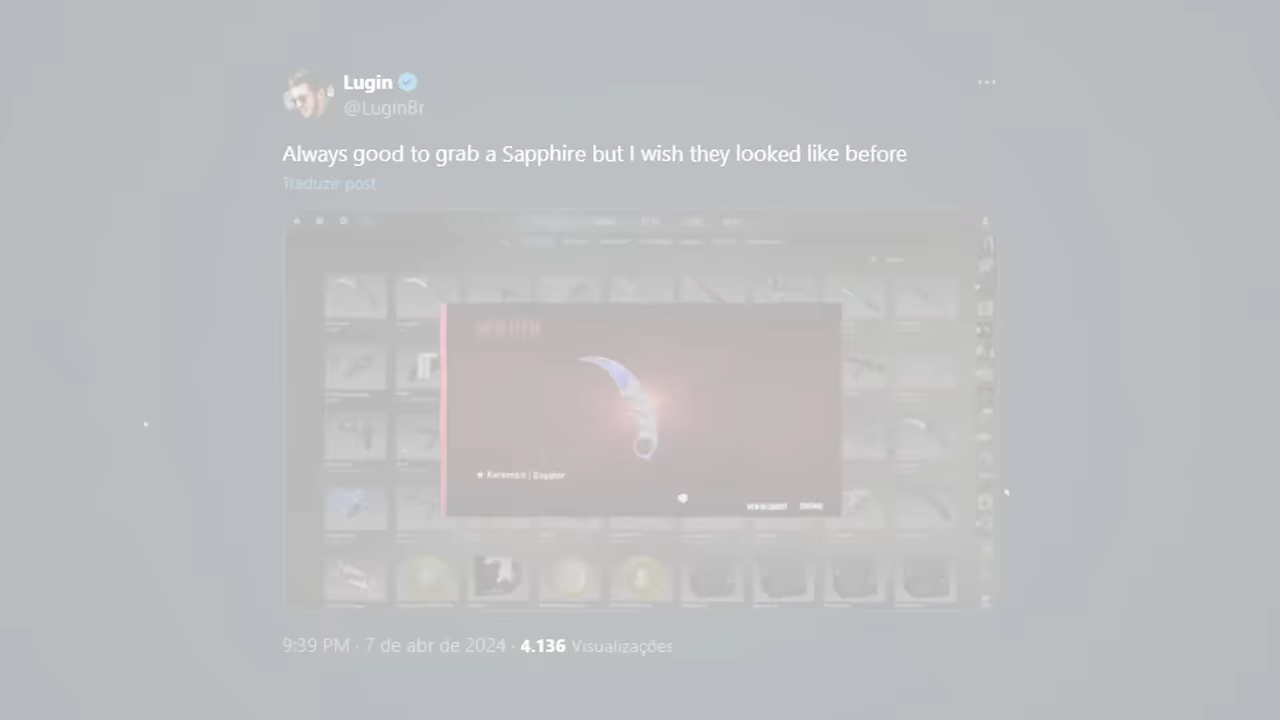 Lugin
@LuginBr
Always good to grab a Sapphire but I wish they looked like before
Traduzir post
★ Karambit | Doppler
9:39 PM · 7 de abr de 2024 · 4.136 Visualizações